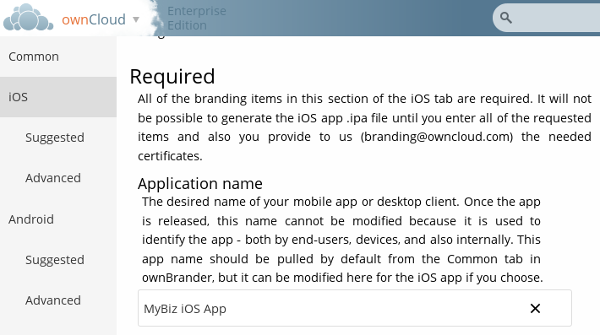 ownCloud
Enterprise
Edition
Common
iOS
Suggested
Advanced
Android
Suggested
Advanced
Required
All of the branding items in this section of the iOS tab are required. It will not
be possible to generate the iOS app .ipa file until you enter all of the requested
items and also you provide to us (branding@owncloud.com) the needed
certificates.
Application name
The desired name of your mobile app or desktop client. Once the app
is released, this name cannot be modified because it is used to
identify the app - both by end-users, devices, and also internally. This
app name should be pulled by default from the Common tab in
ownBrander, but it can be modified here for the iOS app if you choose.
MyBiz iOS App